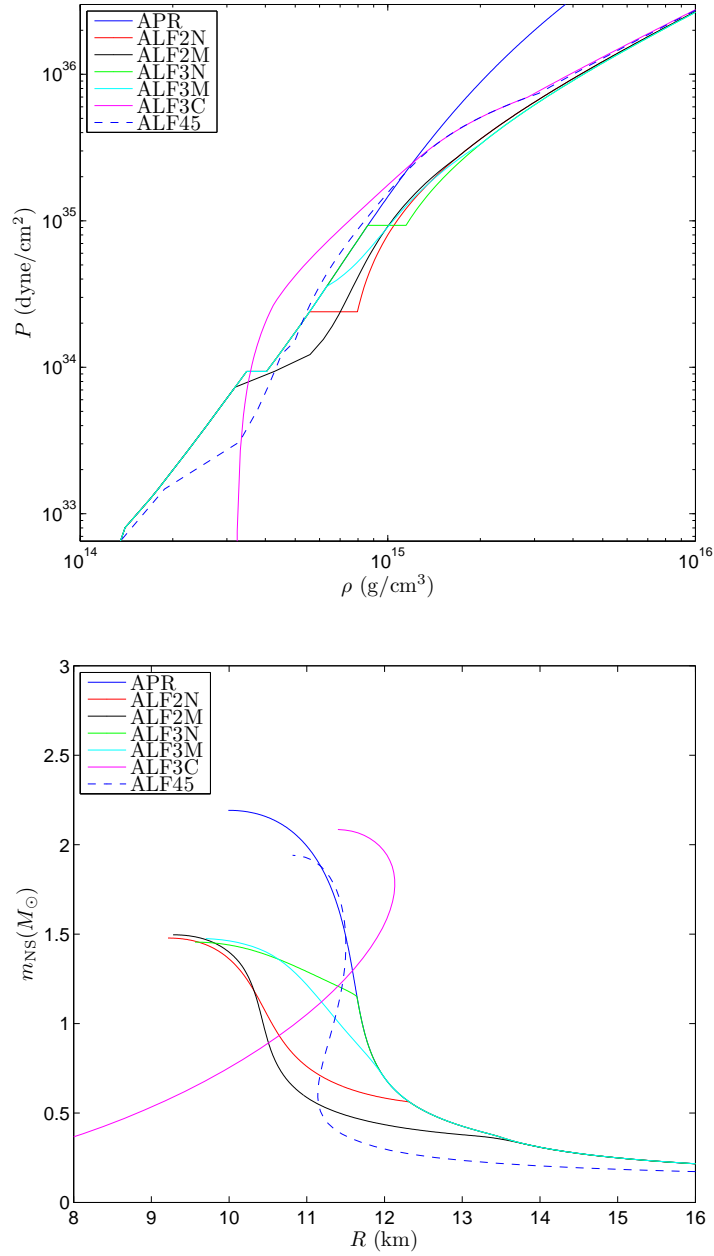 APR
ALF2N
ALF2M
ALF3N
ALF3M
ALF3C
ALF45
10^36
10^35
10^34
10^33
P (dyne/cm^2)
10^14 10^15 10^16
ρ (g/cm^3)
APR
ALF2N
ALF2M
ALF3N
ALF3M
ALF3C
ALF45
3
2.5
2
1.5
1
0.5
0
m_NS(M_⊙)
8 9 10 11 12 13 14 15 16
R (km)